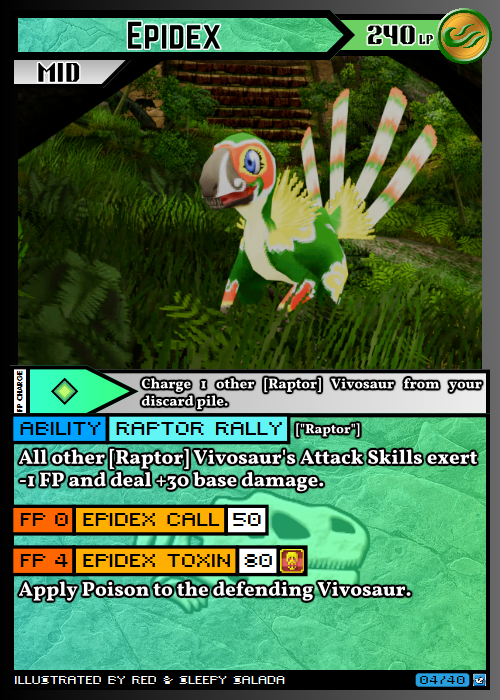 EPIDEX
240 LP
MID
FP CHARGE
Charge 1 other [Raptor] Vivosaur from your
discard pile.
ABILITY RAPTOR RALLY ["Raptor"]
All other [Raptor] Vivosaur's Attack Skills exert
-1 FP and deal +30 base damage.
FP 0 EPIDEX CALL 50
FP 4 EPIDEX TOXIN 80
Apply Poison to the defending Vivosaur.
ILLUSTRATED BY RED & SLEEPY SALADA
04/40